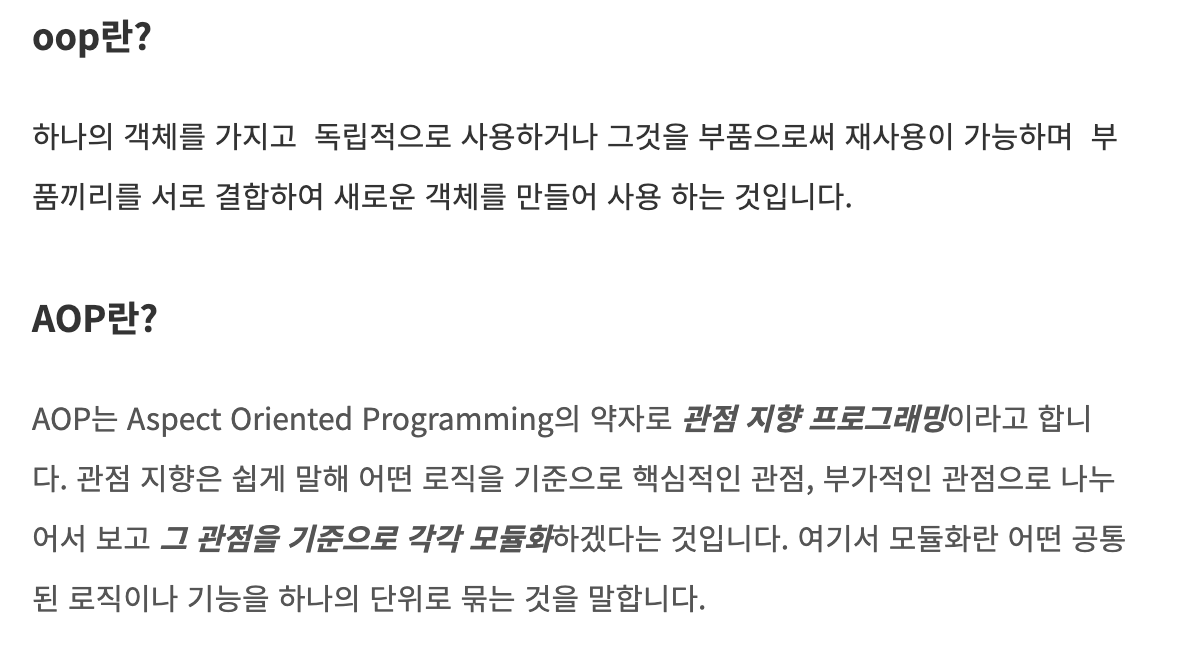 oop란?
하나의 객체를 가지고  독립적으로 사용하거나 그것을 부품으로써 재사용이 가능하며  부
품끼리를 서로 결합하여 새로운 객체를 만들어 사용 하는 것입니다.
AOP란?
AOP는 Aspect Oriented Programming의 약자로 관점 지향 프로그래밍이라고 합니
다. 관점 지향은 쉽게 말해 어떤 로직을 기준으로 핵심적인 관점, 부가적인 관점으로 나누
어서 보고 그 관점을 기준으로 각각 모듈화하겠다는 것입니다. 여기서 모듈화란 어떤 공통
된 로직이나 기능을 하나의 단위로 묶는 것을 말합니다.